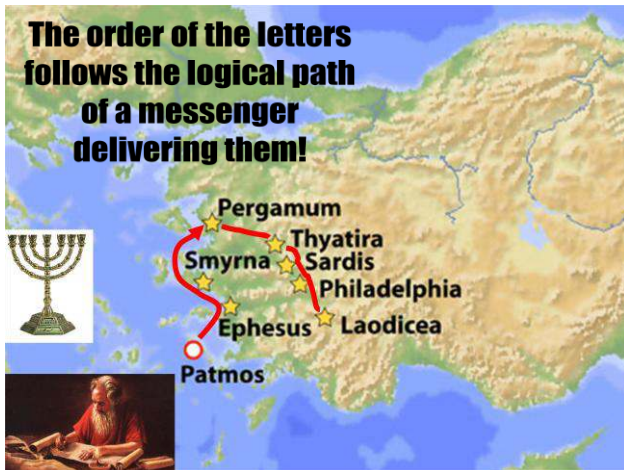 The order of the letters
follows the logical path
of a messenger
delivering them!
Pergamum
Thyatira
Smyrna
Sardis
Philadelphia
Ephesus
Laodicea
Patmos